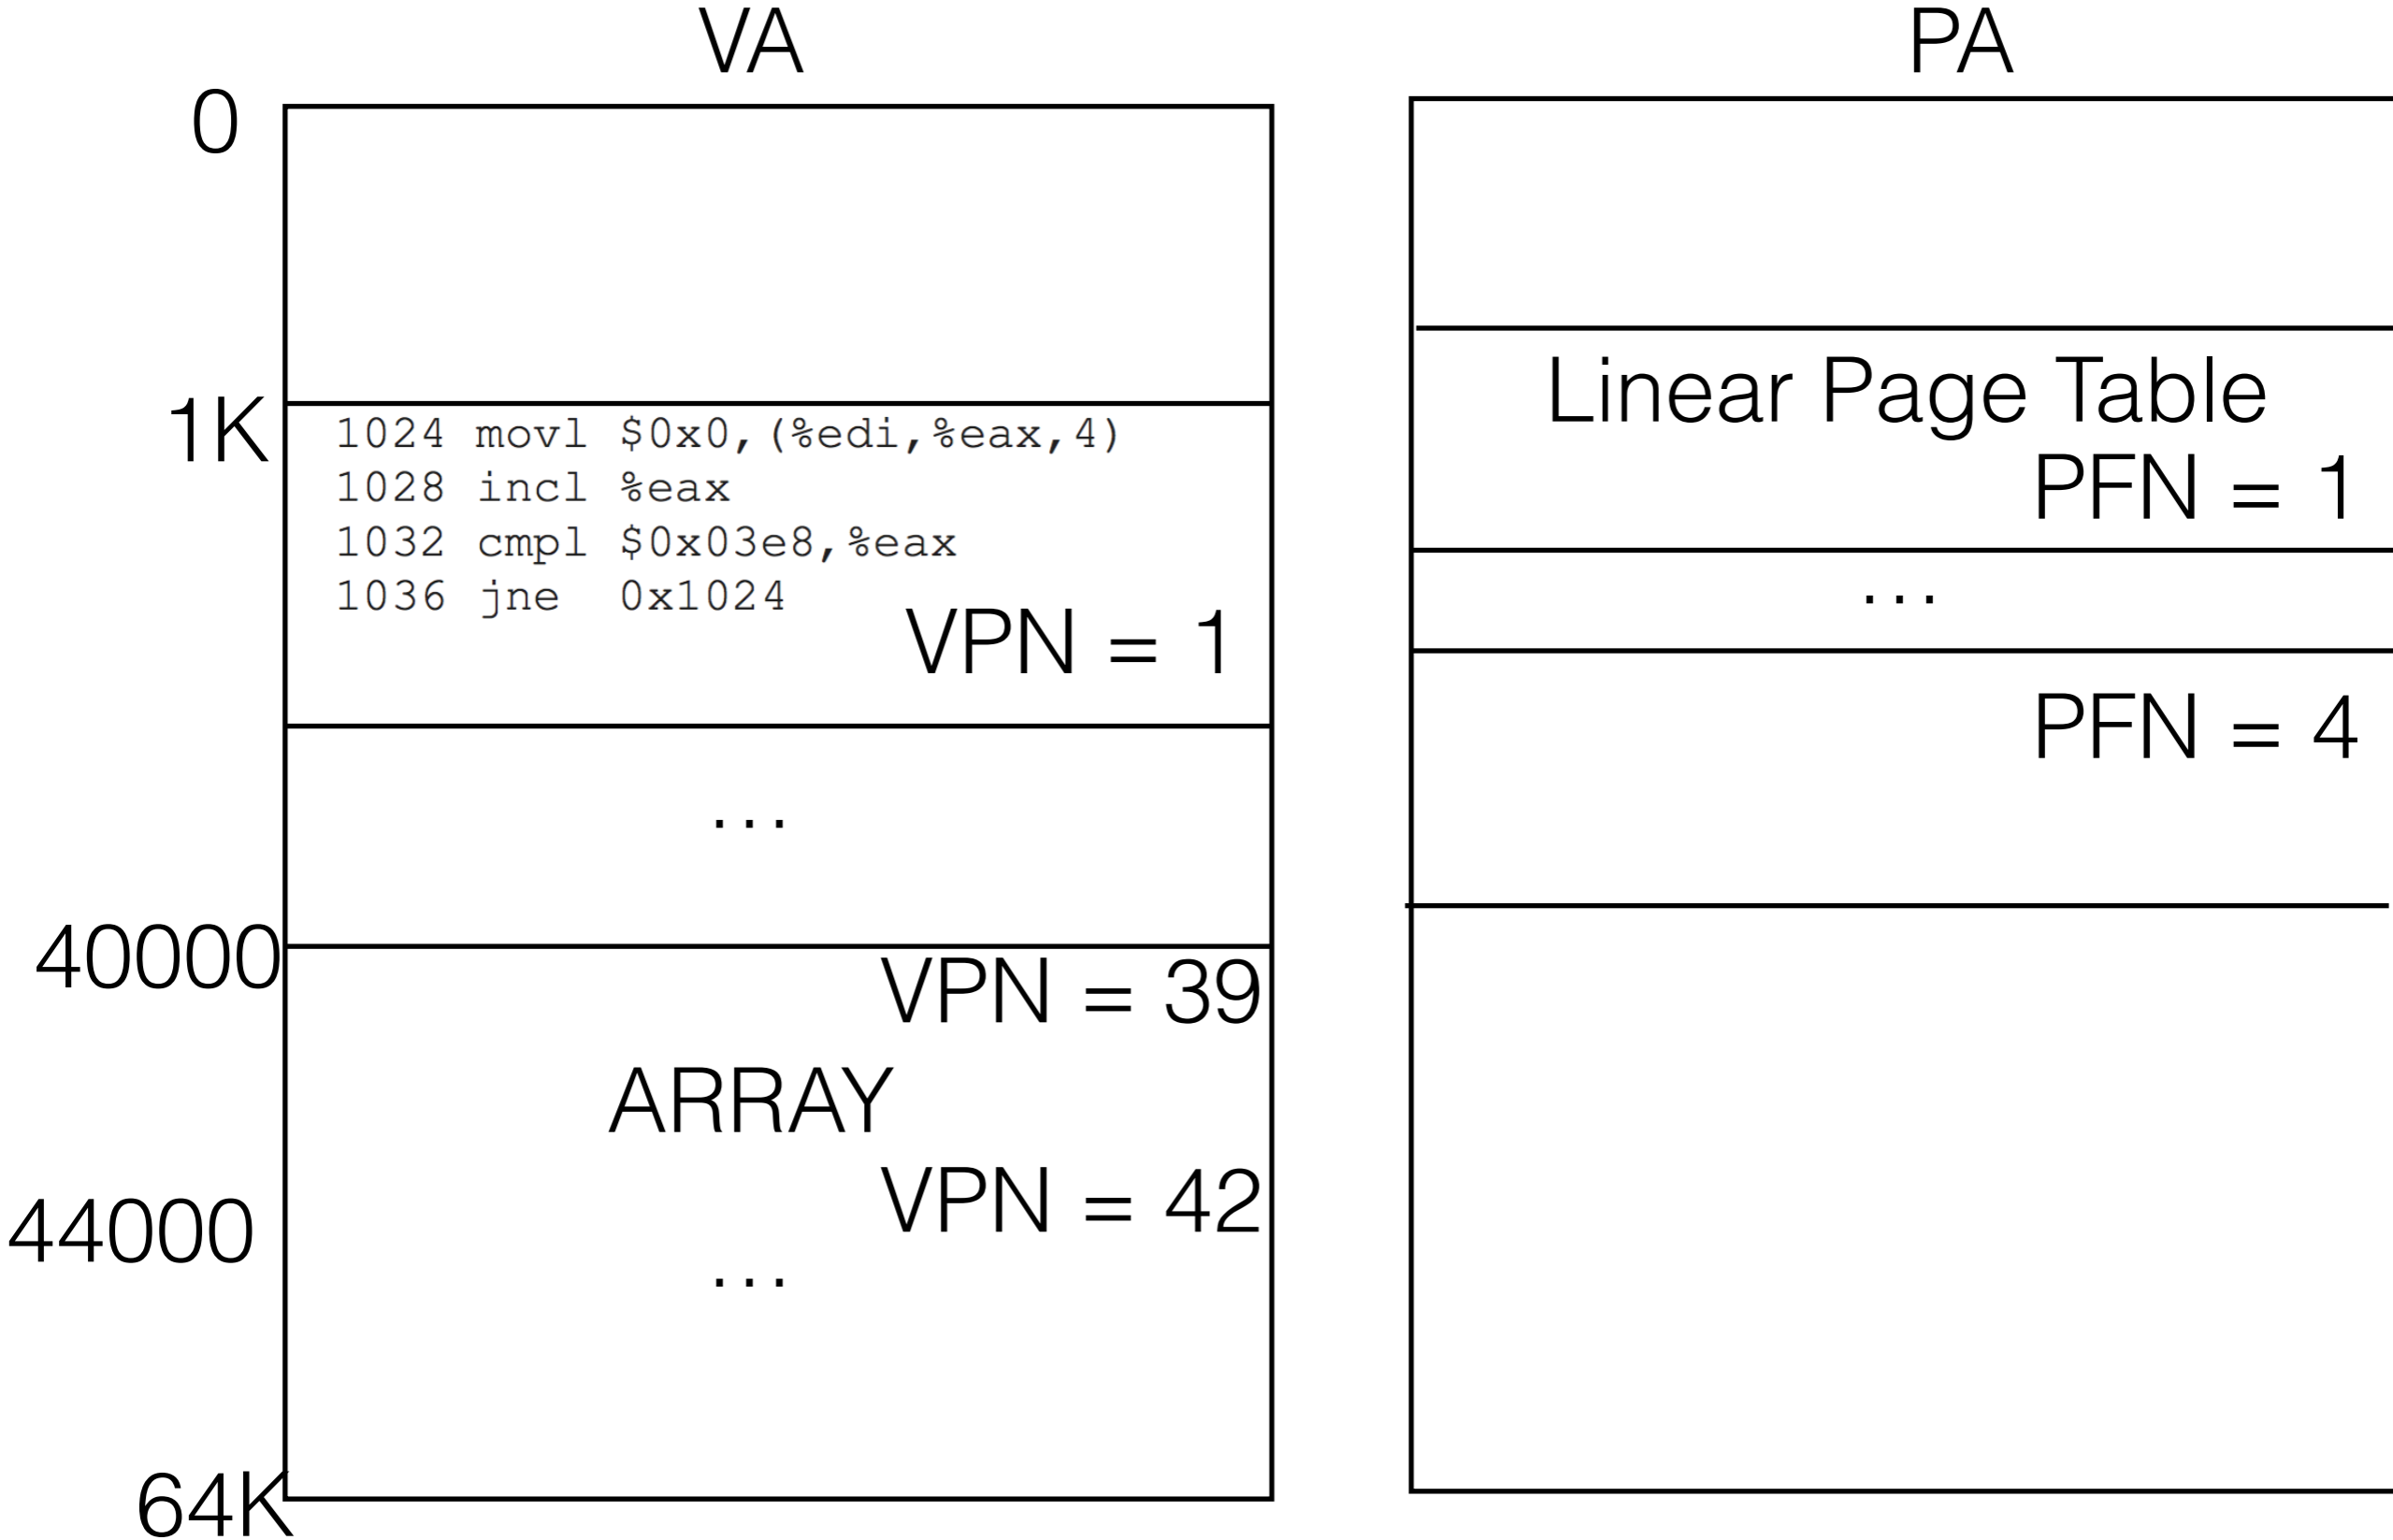 VA
0
1K
1024 movl $0x0,(%edi,%eax,4)
1028 incl %eax
1032 cmpl $0x03e8,%eax
1036 jne 0x1024
VPN = 1
...
40000
VPN = 39
ARRAY
VPN = 42
44000
...
64K
PA
Linear Page Table
PFN = 1
...
PFN = 4